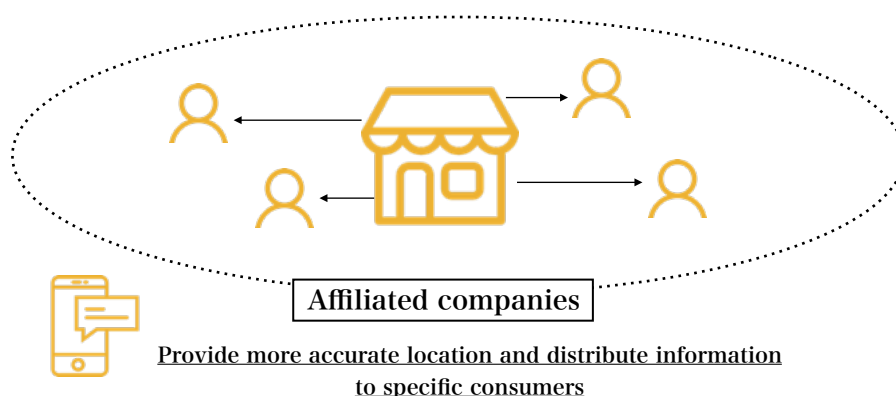 Affiliated companies
Provide more accurate location and distribute information
to specific consumers